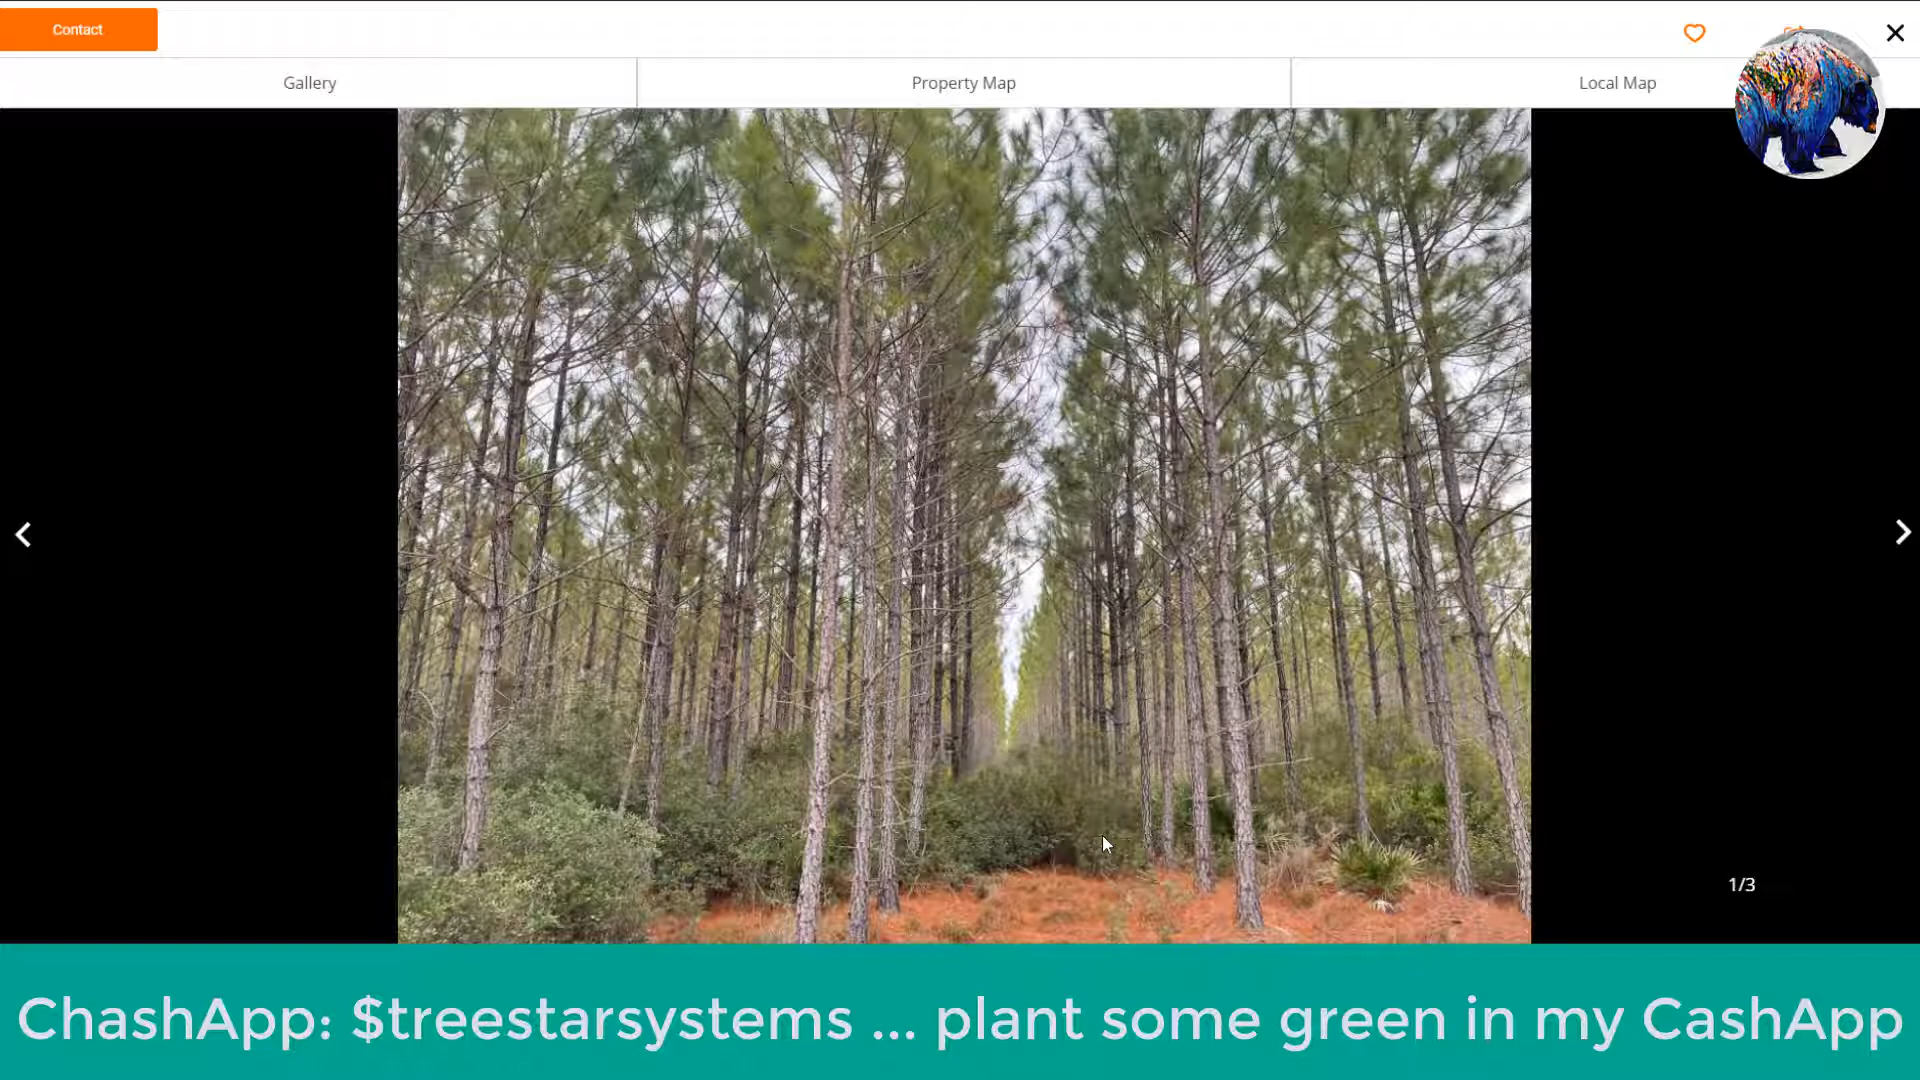 Contact
Gallery
Property Map
Local Map
1/3
ChashApp: $treestarsystems ... plant some green in my CashApp